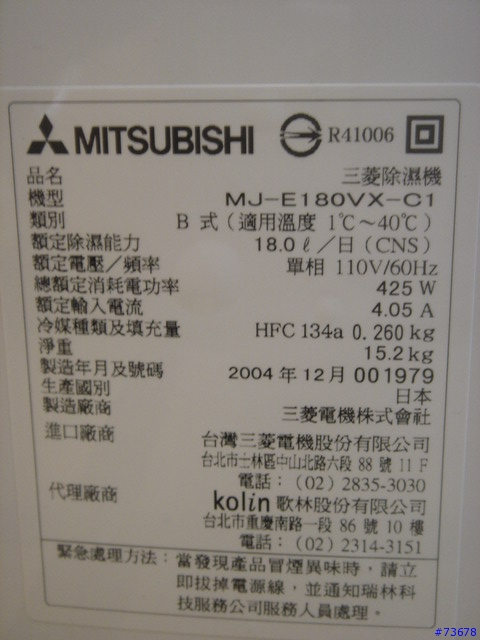 MITSUBISHI R41006
品名 三菱除濕機
機型 MJ-E180VX-C1
類別 B 式（適用溫度 1℃～40℃）
額定除濕能力 18.0ℓ／日（CNS）
額定電壓／頻率 單相 110V/60Hz
總額定消耗電功率 425 W
額定輸入電流 4.05 A
冷媒種類及填充量 HFC 134a 0.260 kg
淨重 15.2 kg
製造年月及號碼 2004 年 12 月 001979
生產國別 日本
製造廠商 三菱電機株式會社
進口廠商 台灣三菱電機股份有限公司
台北市士林區中山北路六段 88 號 11 F
電話：（02）2835-3030
代理廠商 kolin 歌林股份有限公司
台北市重慶南路一段 86 號 10 樓
電話：（02）2314-3151
緊急處理方法：當發現產品冒煙異味時，請立
即拔掉電源線，並通知瑞林科
技服務公司服務人員處理。
#73678